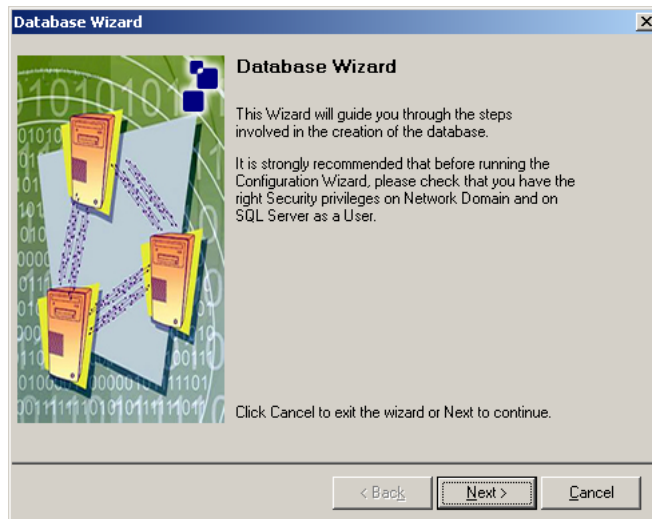 Database Wizard
Database Wizard
This Wizard will guide you through the steps
involved in the creation of the database.
It is strongly recommended that before running the
Configuration Wizard, please check that you have the
right Security privileges on Network Domain and on
SQL Server as a User.
Click Cancel to exit the wizard or Next to continue.
< Back Next > Cancel